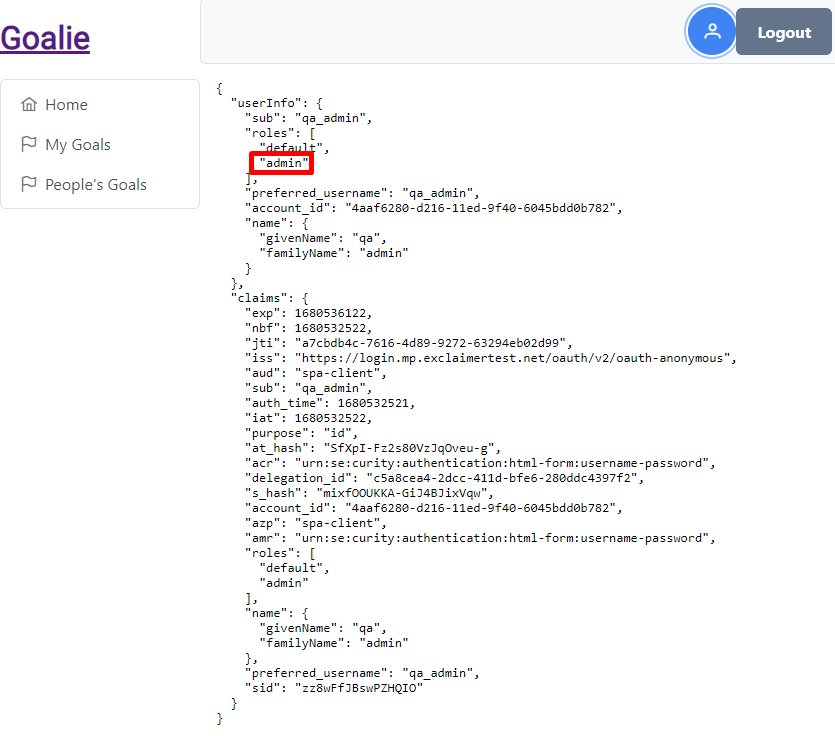 Goalie
Logout
Home
My Goals
People's Goals
{
"userInfo": {
"sub": "qa_admin",
"roles": [
"default",
"admin"
],
"preferred_username": "qa_admin",
"account_id": "4aaf6280-d216-11ed-9f40-6045bdd0b782",
"name": {
"givenName": "qa",
"familyName": "admin"
}
},
"claims": {
"exp": 1680536122,
"nbf": 1680532522,
"jti": "a7cbdb4c-7616-4d89-9272-63294eb02d99",
"iss": "https://login.mp.exclaimertest.net/oauth/v2/oauth-anonymous",
"aud": "spa-client",
"sub": "qa_admin",
"auth_time": 1680532521,
"iat": 1680532522,
"purpose": "id",
"at_hash": "SfXpI-Fz2s80VzJqOveu-g",
"acr": "urn:se:curity:authentication:html-form:username-password",
"delegation_id": "c5a8cea4-2dcc-411d-bfe6-280ddc4397f2",
"s_hash": "mixfOOUKKA-GiJ4BJixVqw",
"account_id": "4aaf6280-d216-11ed-9f40-6045bdd0b782",
"azp": "spa-client",
"amr": "urn:se:curity:authentication:html-form:username-password",
"roles": [
"default",
"admin"
],
"name": {
"givenName": "qa",
"familyName": "admin"
},
"preferred_username": "qa_admin",
"sid": "zz8wFfJBswPZHQIO"
}
}